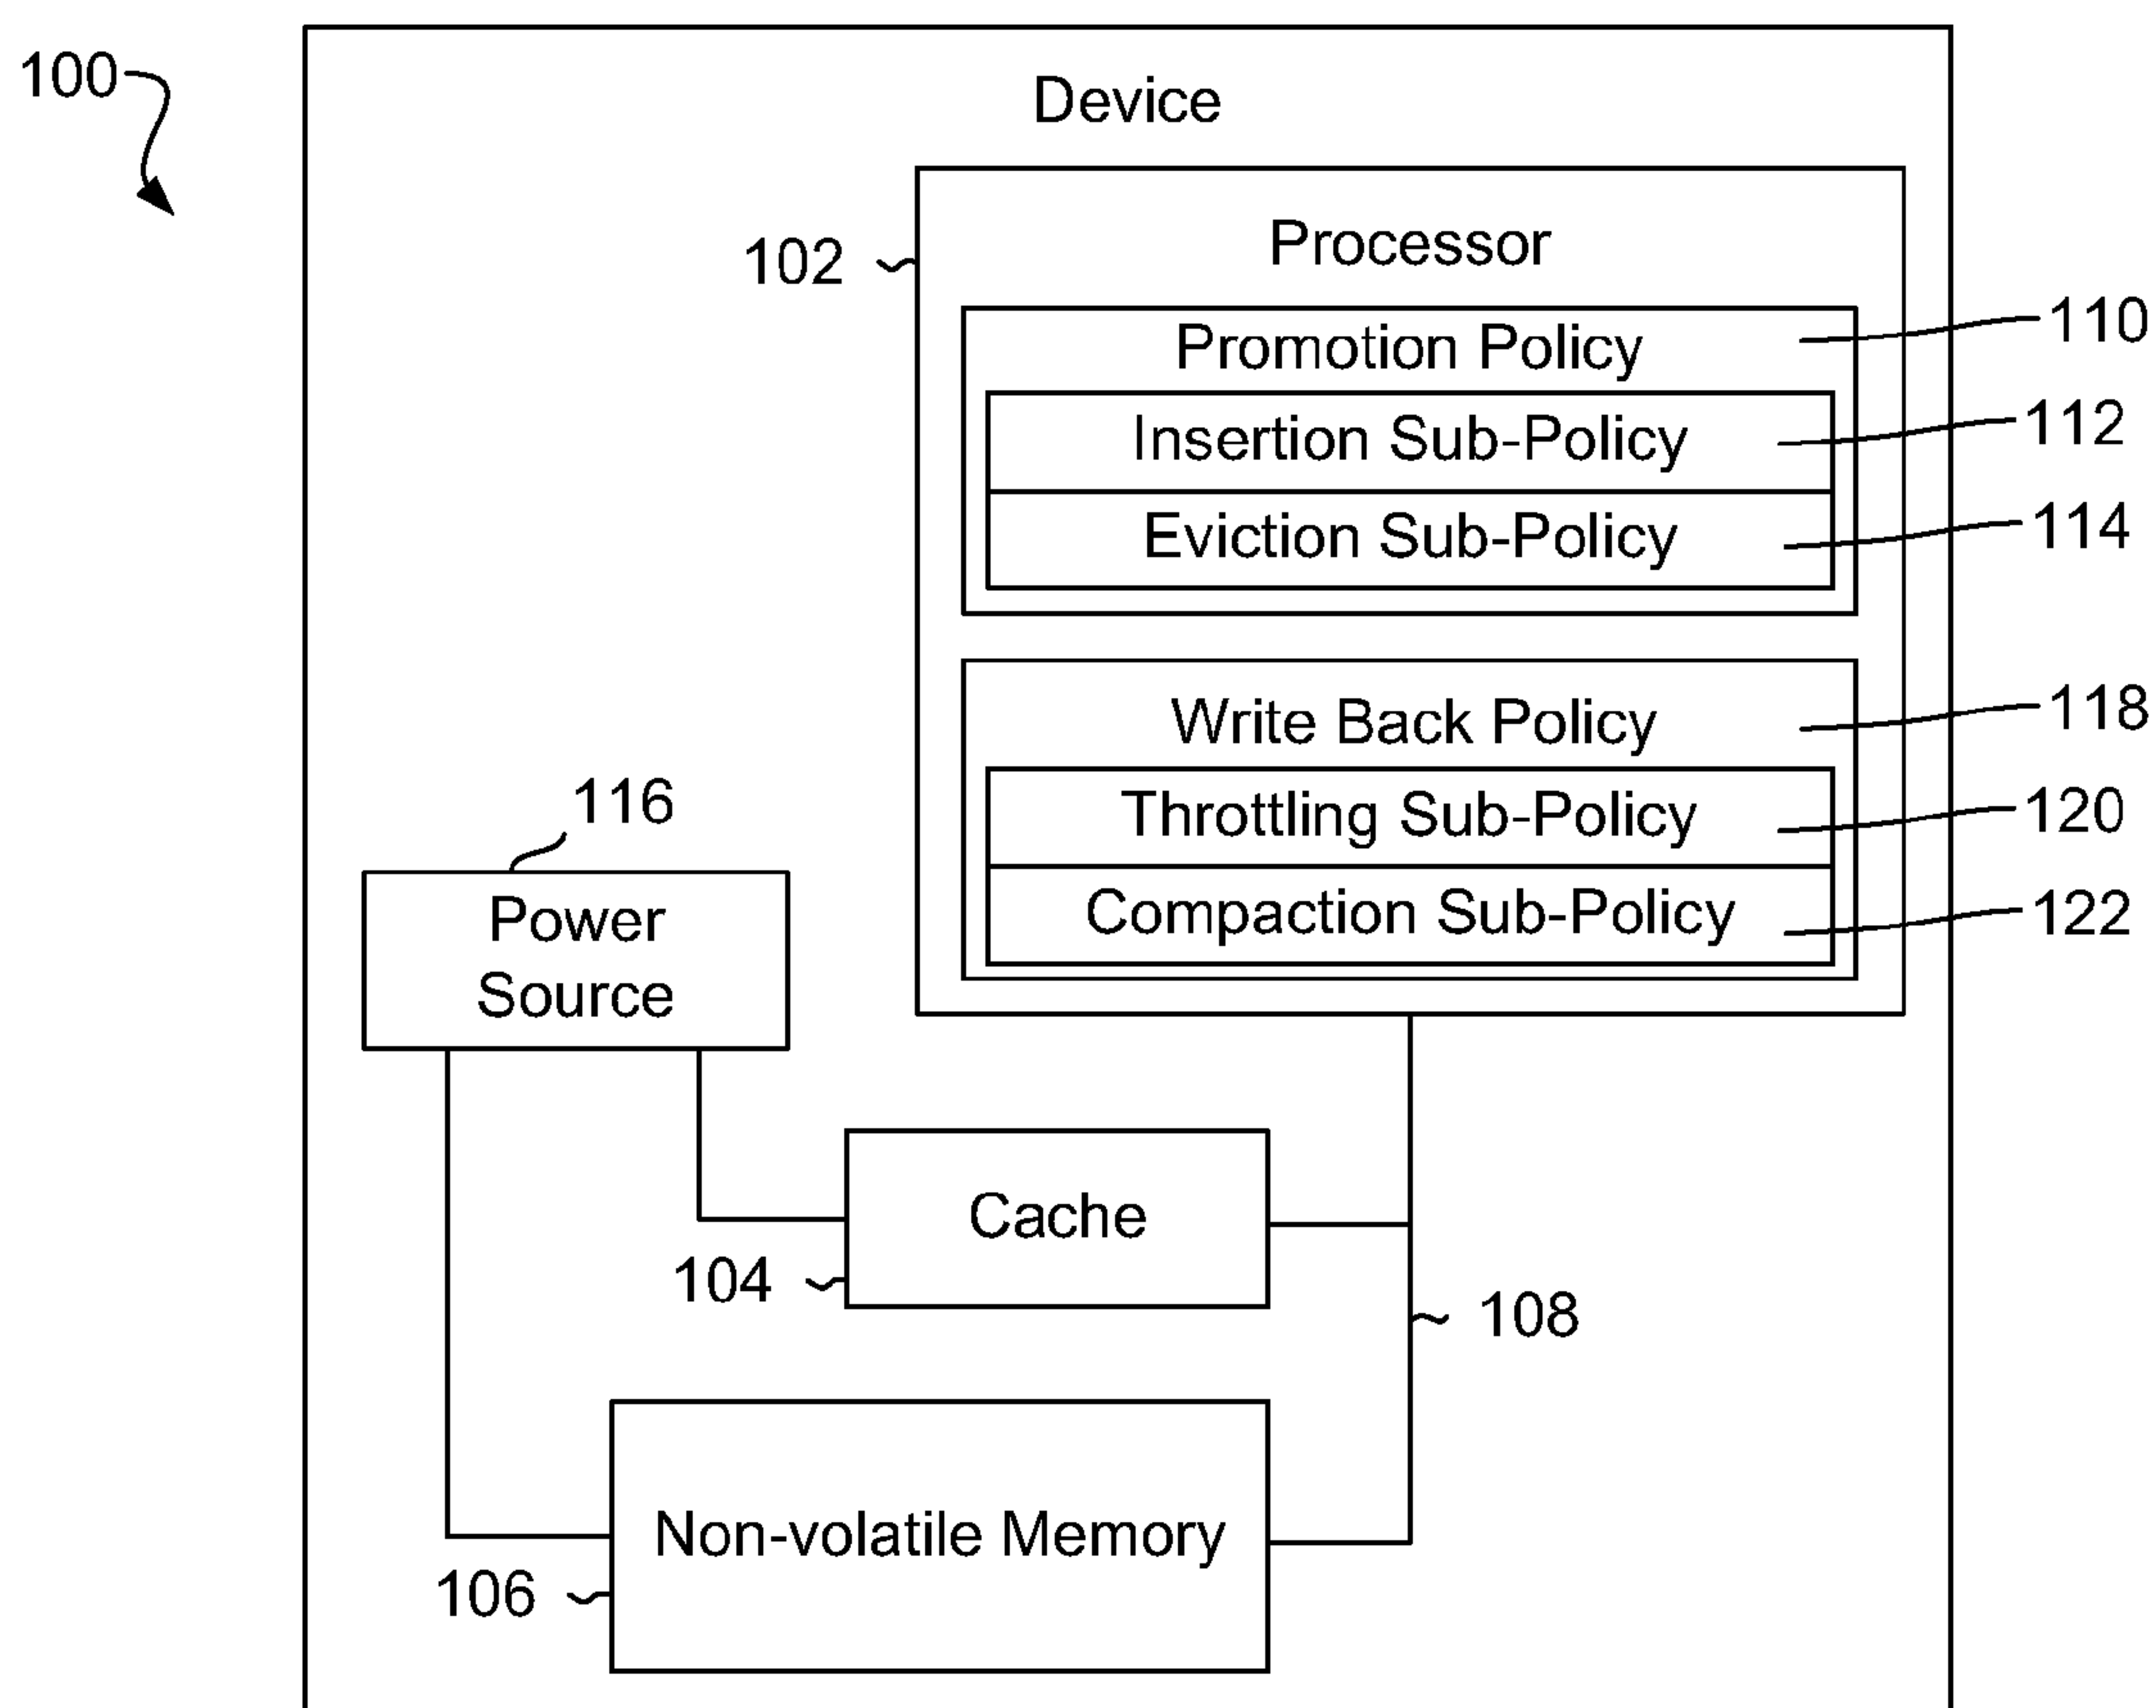 100
Device
102
Processor
Promotion Policy
110
Insertion Sub-Policy
112
Eviction Sub-Policy
114
Write Back Policy
118
Throttling Sub-Policy
120
Compaction Sub-Policy
122
116
Power
Source
Cache
104
108
Non-volatile Memory
106